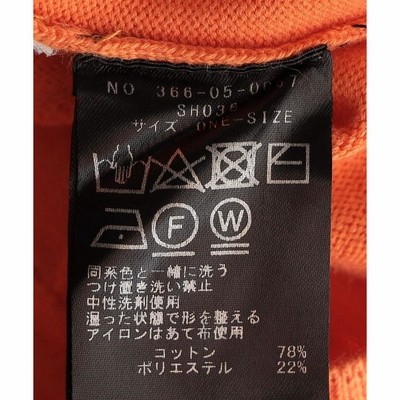 NO 366-05-0007
SH036
サイズ ONE-SIZE
F W
同系色と一緒に洗う
つけ置き洗い禁止
中性洗剤使用
湿った状態で形を整える
アイロンはあて布使用
コットン 78%
ポリエステル 22%